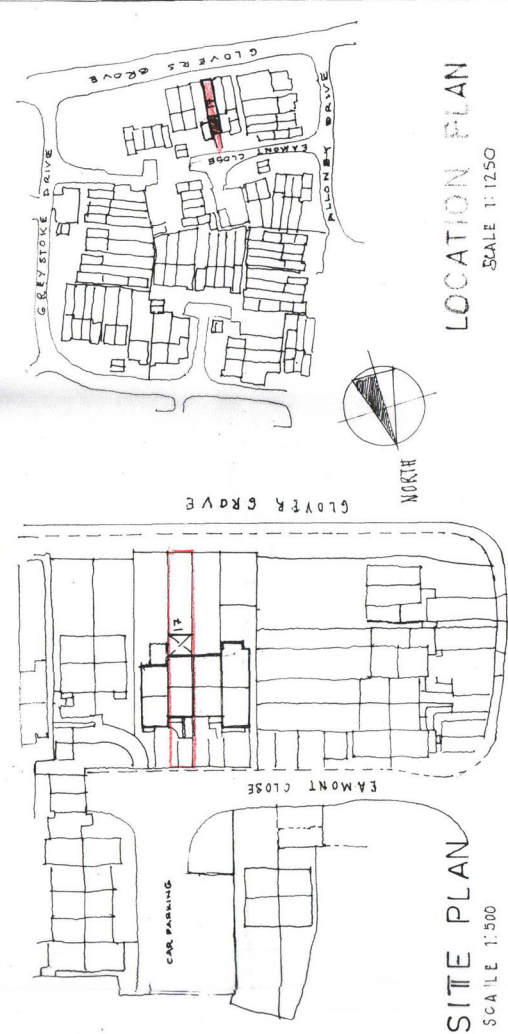 GLOVERS GROVE
17
EAMONT
CLOSE
ALLONBY DRIVE
GREYSTOKE DRIVE
LOCATION PLAN
SCALE 1:1250
NORTH
GLOVER GROVE
17
EAMONT CLOSE
CAR PARKING
SITE PLAN
SCALE 1:500